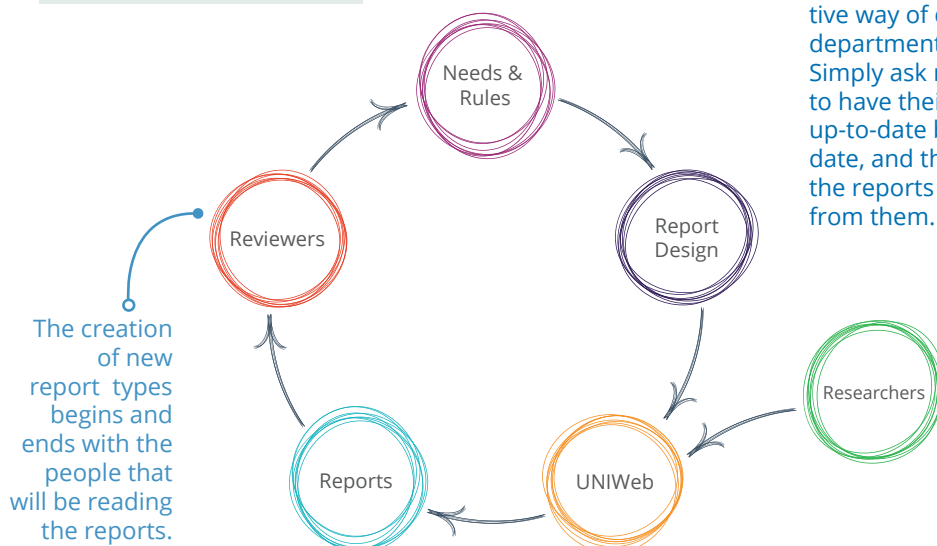 tive way of
department
Simply ask
to have their
up-to-date
date, and
the reports
from them.
Needs &
Rules
Reviewers
Report
Design
The creation
of new
report types
begins and
ends with the
people that
will be reading
the reports.
Researchers
Reports
UNIWeb